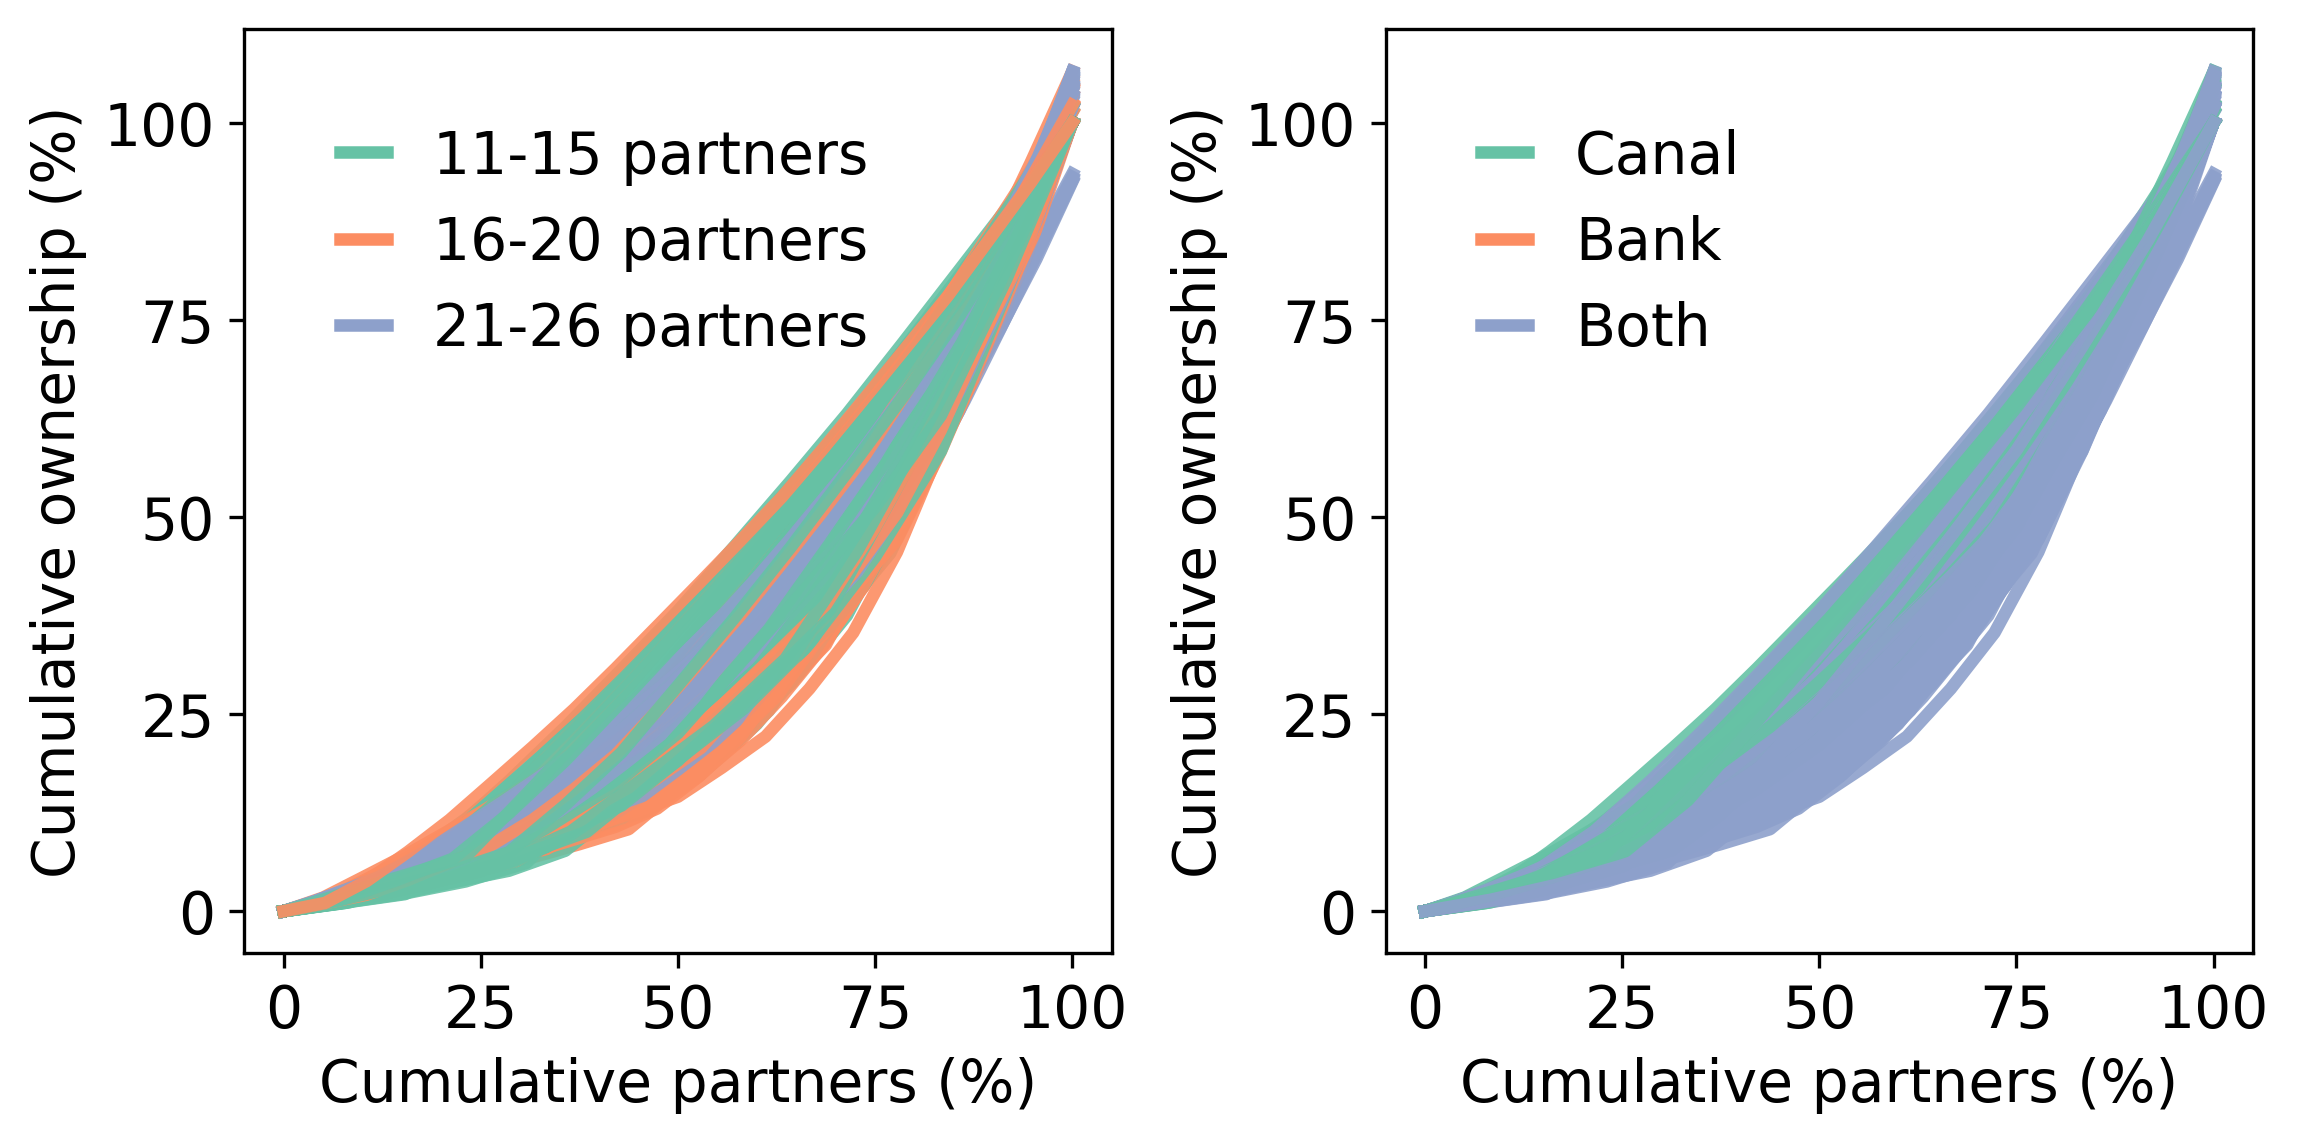 Cumulative ownership (%)
100
75
50
25
0
11-15 partners
16-20 partners
21-26 partners
0 25 50 75 100
Cumulative partners (%)
Cumulative ownership (%)
100
75
50
25
0
Canal
Bank
Both
0 25 50 75 100
Cumulative partners (%)